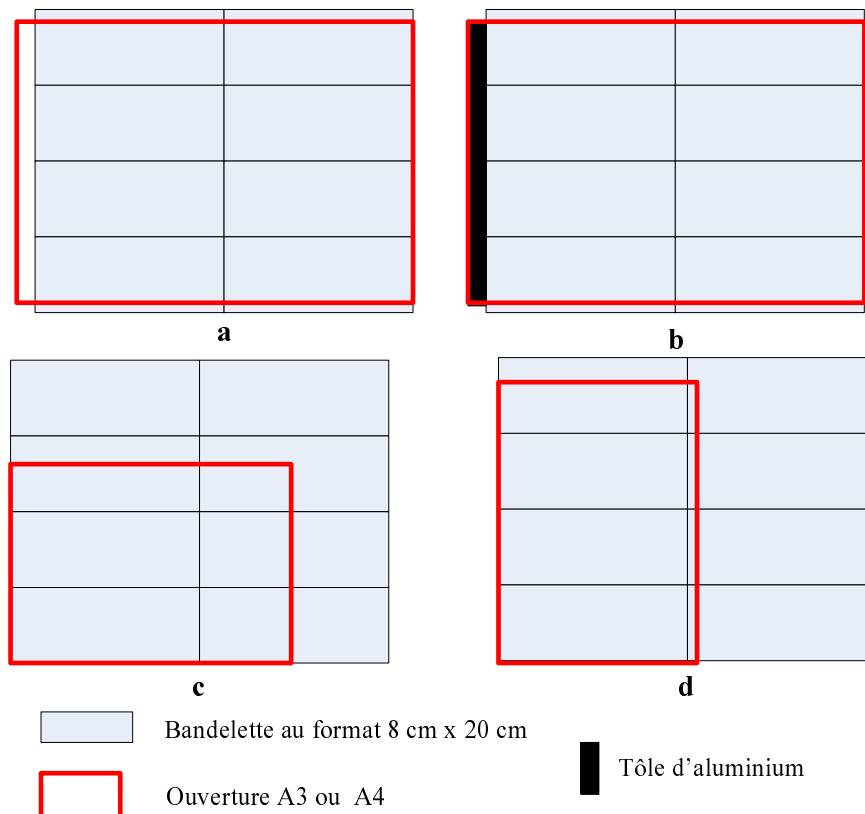 a
b
c
d
Bandelette au format 8 cm x 20 cm
Tôle d’aluminium
Ouverture A3 ou A4